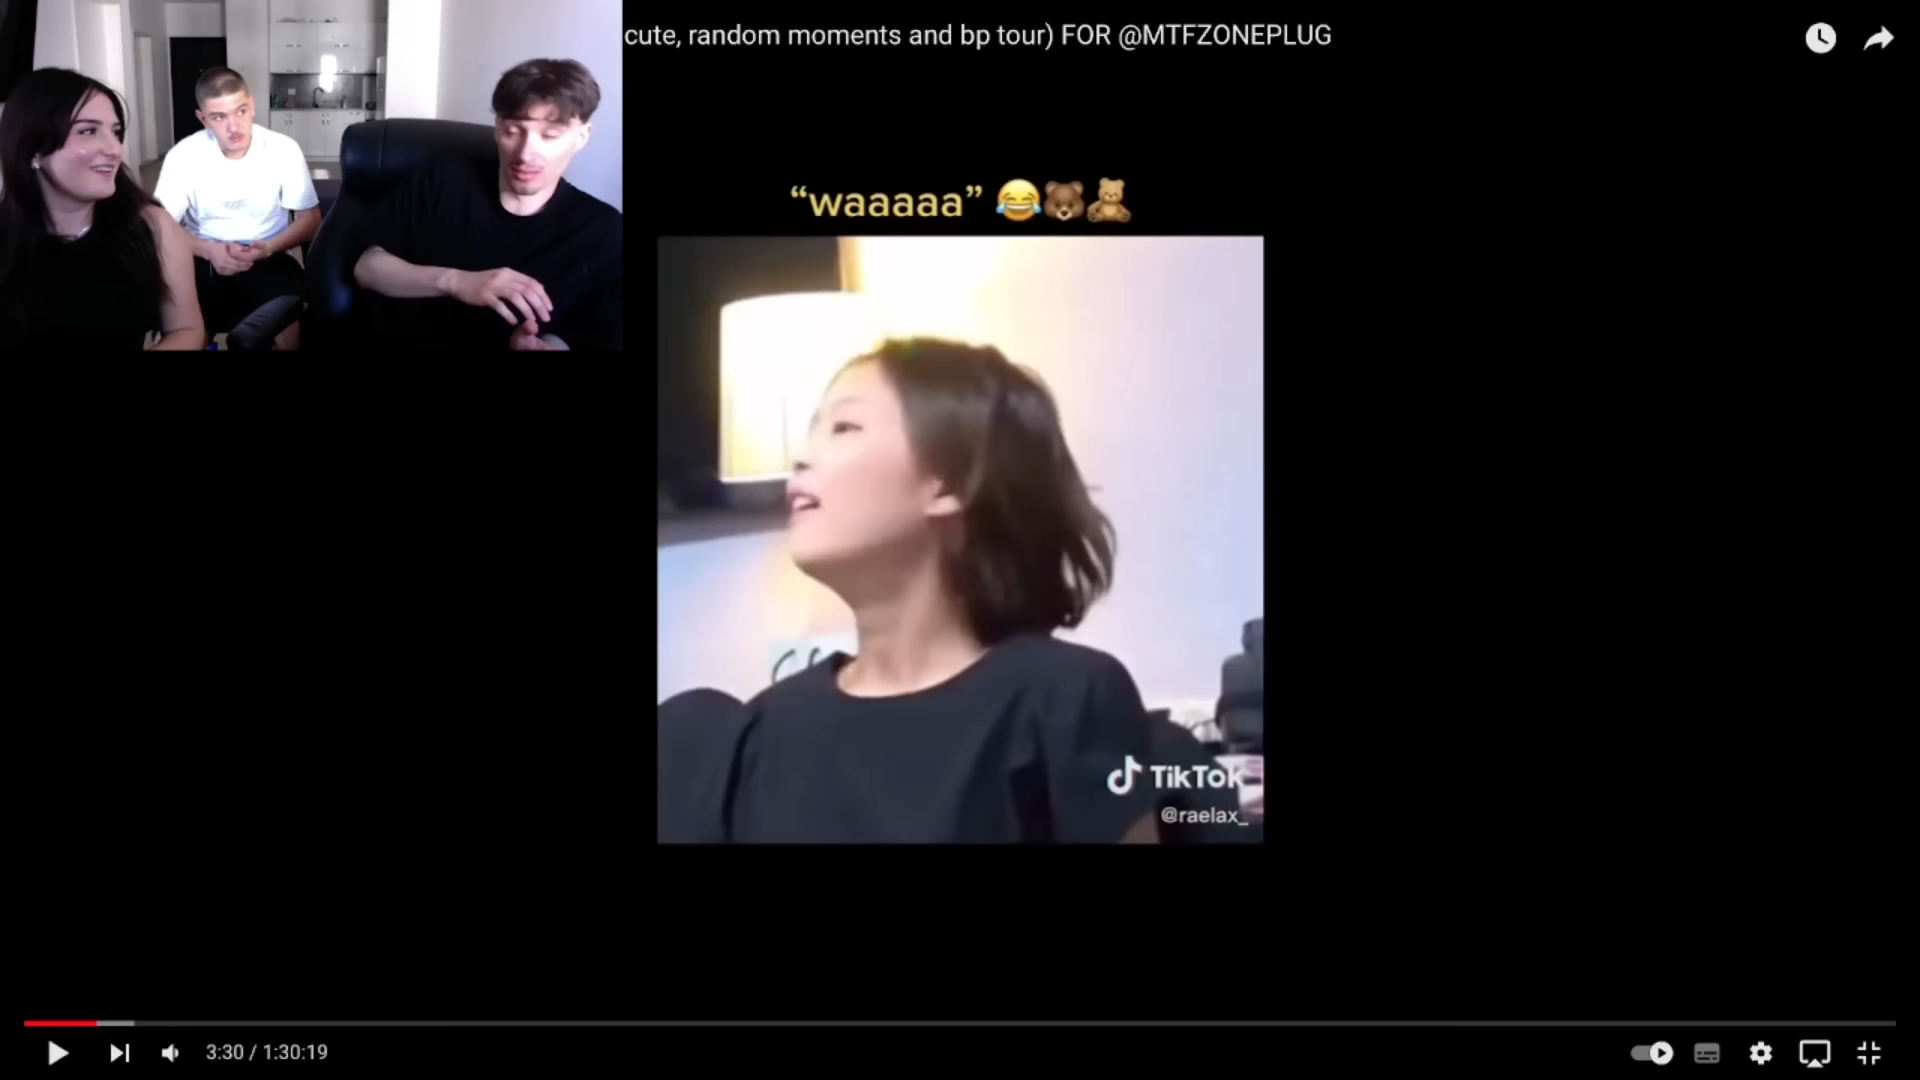 cute, random moments and bp tour) FOR @MTFZONEPLUG
“waaaaa” 😂🐻🧸
TikTok
@raelax_
3:30 / 1:30:19